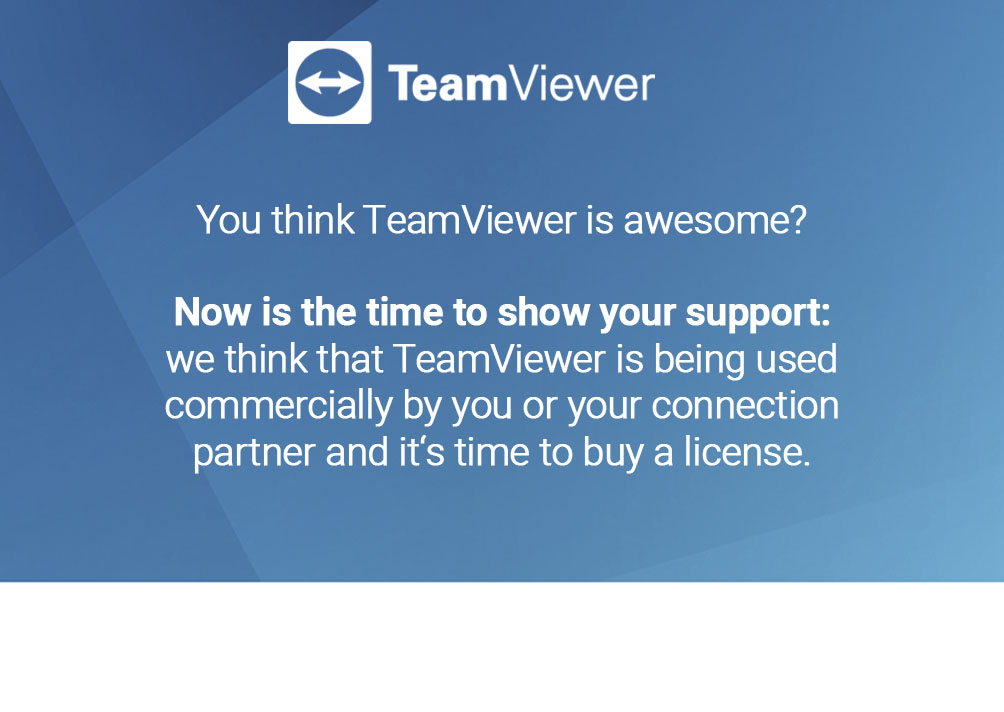 TeamViewer
You think TeamViewer is awesome?
Now is the time to show your support:
we think that TeamViewer is being used
commercially by you or your connection
partner and it‘s time to buy a license.